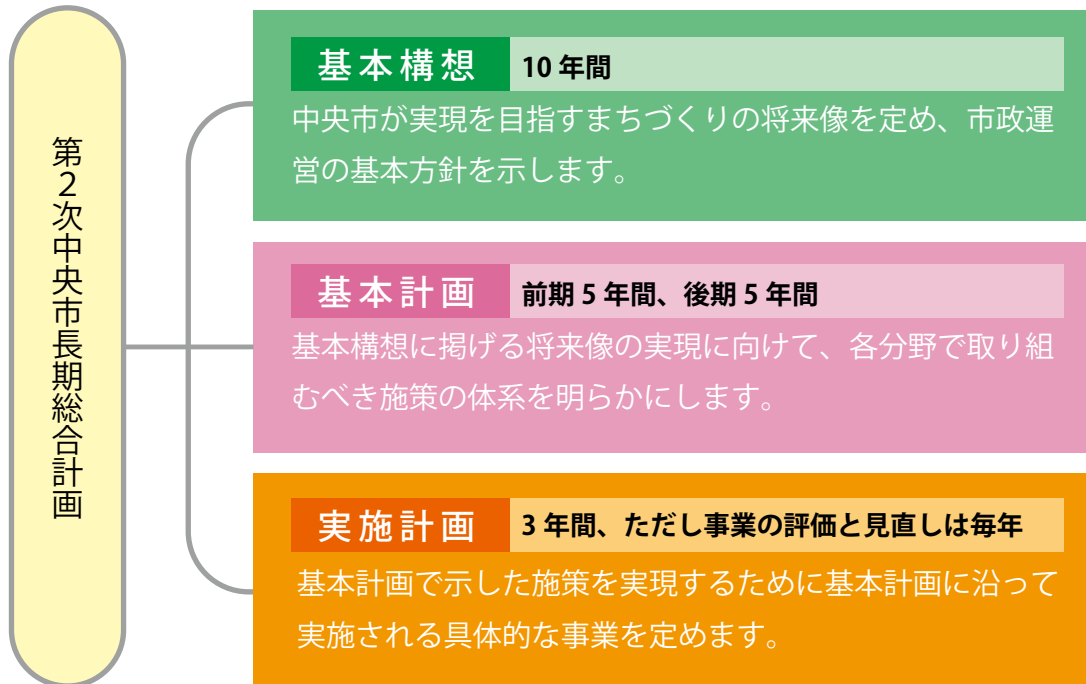 第２次中央市長期総合計画
基本構想 10 年間
中央市が実現を目指すまちづくりの将来像を定め、市政運
営の基本方針を示します。
基本計画 前期 5 年間、後期 5 年間
基本構想に掲げる将来像の実現に向けて、各分野で取り組
むべき施策の体系を明らかにします。
実施計画 3 年間、ただし事業の評価と見直しは毎年
基本計画で示した施策を実現するために基本計画に沿って
実施される具体的な事業を定めます。